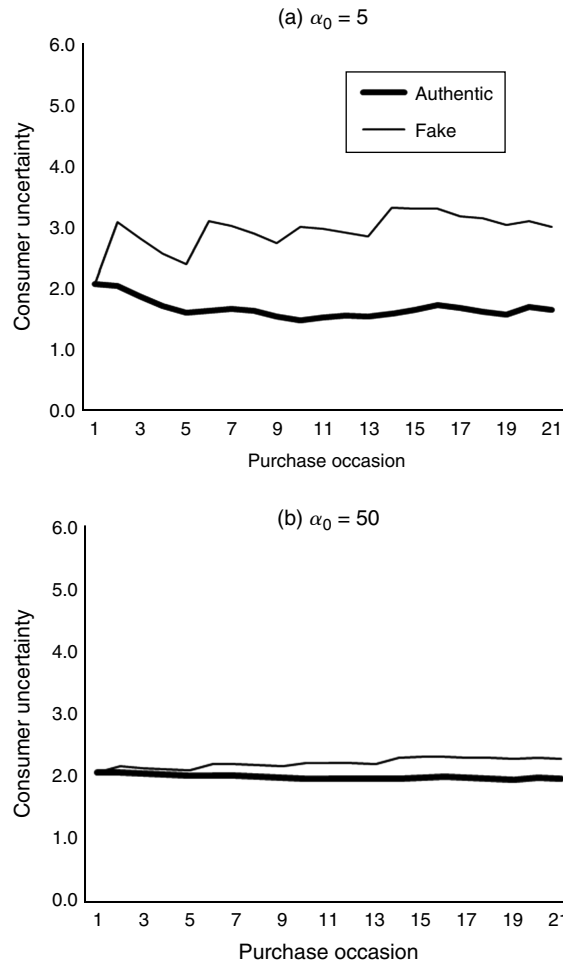 (a) α0 = 5
6.0
5.0
4.0
3.0
2.0
1.0
0.0
Consumer uncertainty
Authentic
Fake
1 3 5 7 9 11 13 15 17 19 21
Purchase occasion
(b) α0 = 50
6.0
5.0
4.0
3.0
2.0
1.0
0.0
Consumer uncertainty
1 3 5 7 9 11 13 15 17 19 21
Purchase occasion